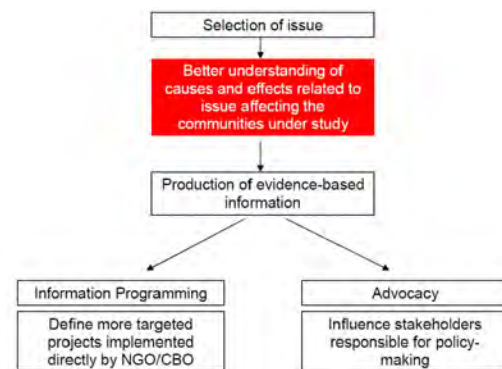 Selection of issue
Better understanding of
causes and effects related to
issue affecting the
communities under study
Production of evidence-based
information
Information Programming
Define more targeted
projects implemented
directly by NGO/CBO
Advocacy
Influence stakeholders
responsible for policy-
making